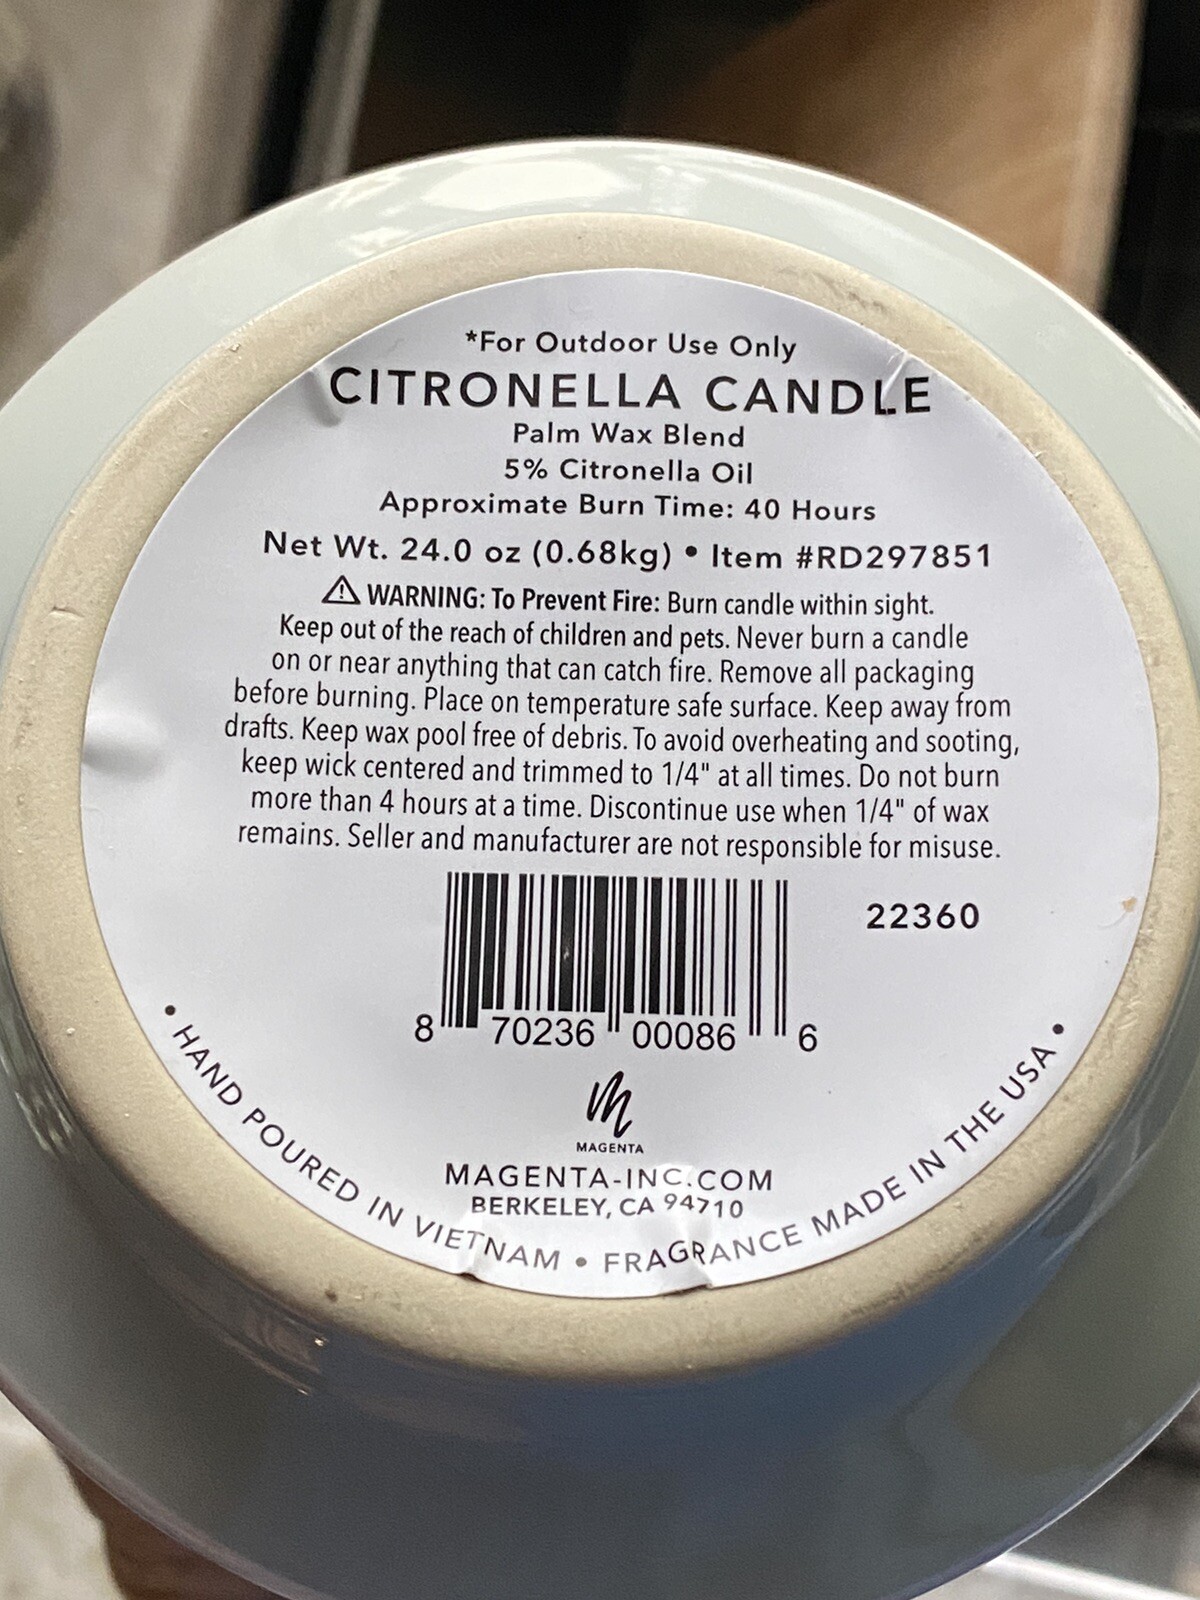 *For Outdoor Use Only
CITRONELLA CANDLE
Palm Wax Blend
5% Citronella Oil
Approximate Burn Time: 40 Hours
Net Wt. 24.0 oz (0.68kg) • Item #RD297851
⚠ WARNING: To Prevent Fire: Burn candle within sight.
Keep out of the reach of children and pets. Never burn a candle
on or near anything that can catch fire. Remove all packaging
before burning. Place on temperature safe surface. Keep away from
drafts. Keep wax pool free of debris. To avoid overheating and sooting,
keep wick centered and trimmed to 1/4" at all times. Do not burn
more than 4 hours at a time. Discontinue use when 1/4" of wax
remains. Seller and manufacturer are not responsible for misuse.
22360
8 70236 00086 6
M
MAGENTA
MAGENTA-INC.COM
BERKELEY, CA 94710
• HAND POURED IN VIETNAM • FRAGRANCE MADE IN THE USA •